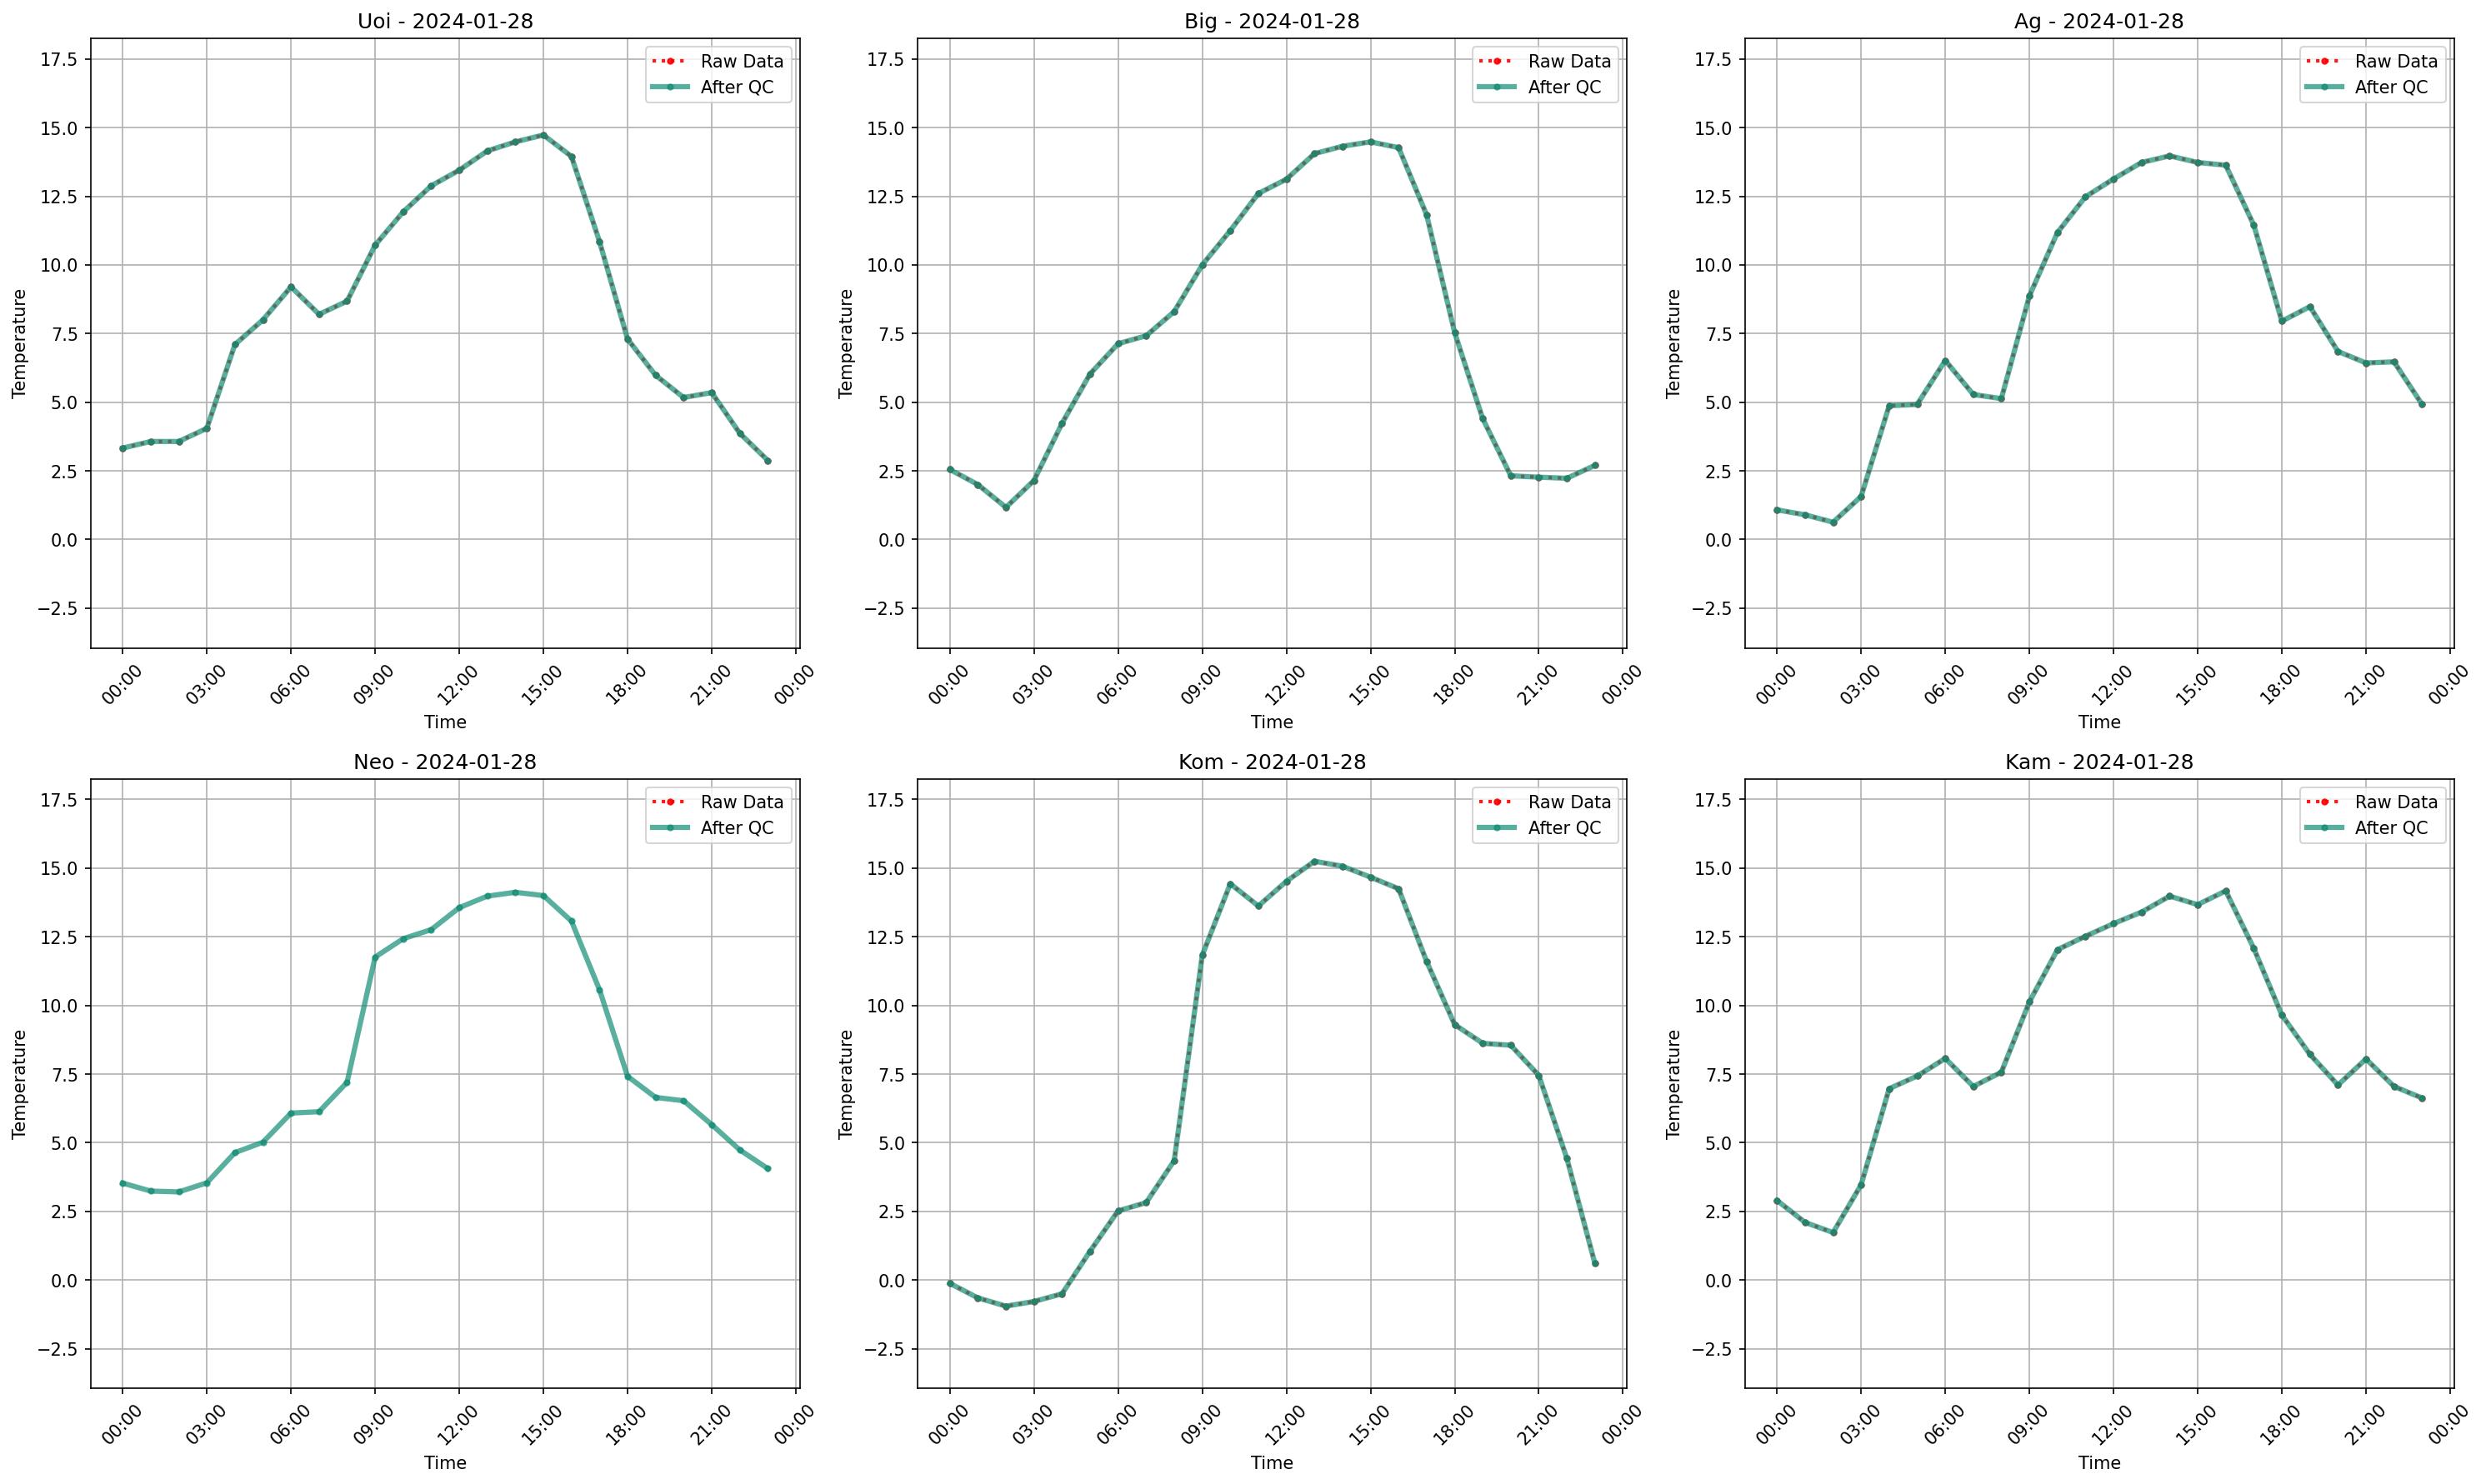 Uoi - 2024-01-28
17.5
15.0
12.5
10.0
7.5
5.0
2.5
0.0
−2.5
Temperature
Raw Data
After QC
00:00 03:00 06:00 09:00 12:00 15:00 18:00 21:00 00:00
Time
Big - 2024-01-28
17.5
15.0
12.5
10.0
7.5
5.0
2.5
0.0
−2.5
Temperature
Raw Data
After QC
00:00 03:00 06:00 09:00 12:00 15:00 18:00 21:00 00:00
Time
Ag - 2024-01-28
17.5
15.0
12.5
10.0
7.5
5.0
2.5
0.0
−2.5
Temperature
Raw Data
After QC
00:00 03:00 06:00 09:00 12:00 15:00 18:00 21:00 00:00
Time
Neo - 2024-01-28
17.5
15.0
12.5
10.0
7.5
5.0
2.5
0.0
−2.5
Temperature
Raw Data
After QC
00:00 03:00 06:00 09:00 12:00 15:00 18:00 21:00 00:00
Time
Kom - 2024-01-28
17.5
15.0
12.5
10.0
7.5
5.0
2.5
0.0
−2.5
Temperature
Raw Data
After QC
00:00 03:00 06:00 09:00 12:00 15:00 18:00 21:00 00:00
Time
Kam - 2024-01-28
17.5
15.0
12.5
10.0
7.5
5.0
2.5
0.0
−2.5
Temperature
Raw Data
After QC
00:00 03:00 06:00 09:00 12:00 15:00 18:00 21:00 00:00
Time